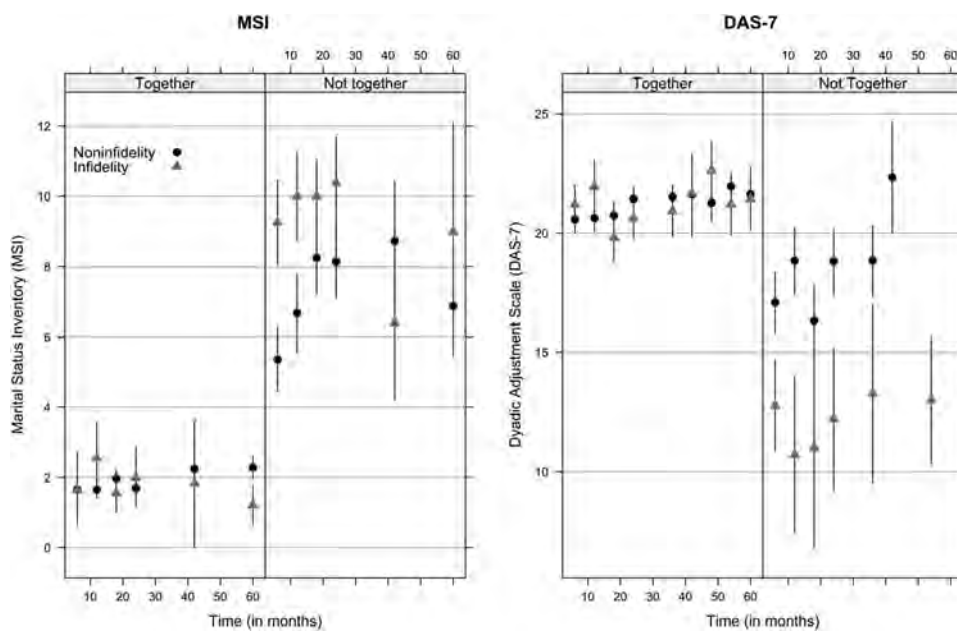 MSI
DAS-7
10 20 30 40 50 60
10 20 30 40 50 60
Together
Not together
Together
Not Together
Noninfidelity
Infidelity
12
10
8
6
4
2
0
Marital Status Inventory (MSI)
25
20
15
10
Dyadic Adjustment Scale (DAS-7)
10 20 30 40 50 60
10 20 30 40 50 60
Time (in months)
Time (in months)